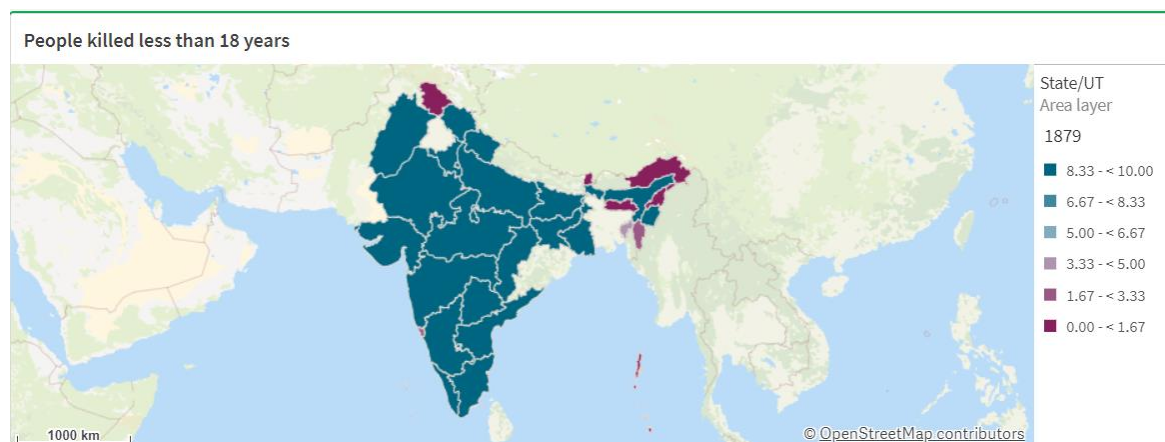 People killed less than 18 years
State/UT
Area layer
1879
8.33 - < 10.00
6.67 - < 8.33
5.00 - < 6.67
3.33 - < 5.00
1.67 - < 3.33
0.00 - < 1.67
1000 km
© OpenStreetMap contributors